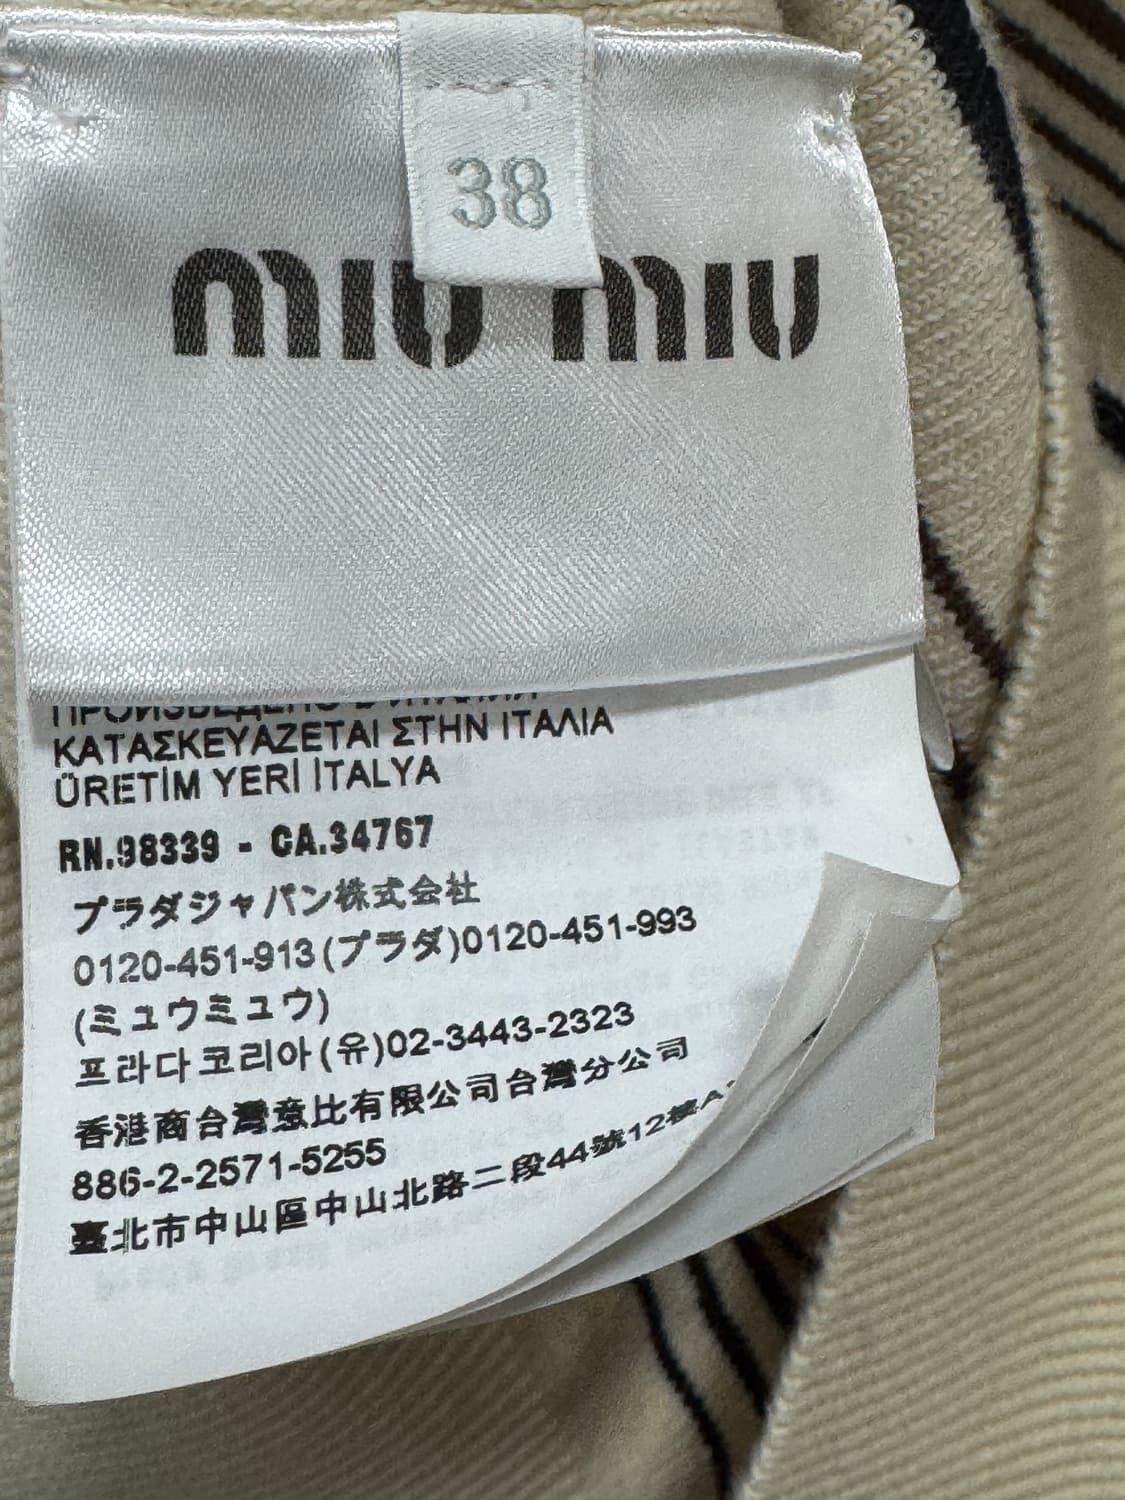 38
miu miu
ΚΑΤΑΣΚΕΥΑΖΕΤΑΙ ΣΤΗΝ ΙΤΑΛΙΑ
ÜRETİM YERİ İTALYA
RN.98339 - CA.34767
プラダジャパン株式会社
0120-451-913(プラダ)0120-451-993
(ミュウミュウ)
프라다코리아(유)02-3443-2323
香港商台灣意比有限公司台灣分公司
886-2-2571-5255
臺北市中山區中山北路二段44號12樓A